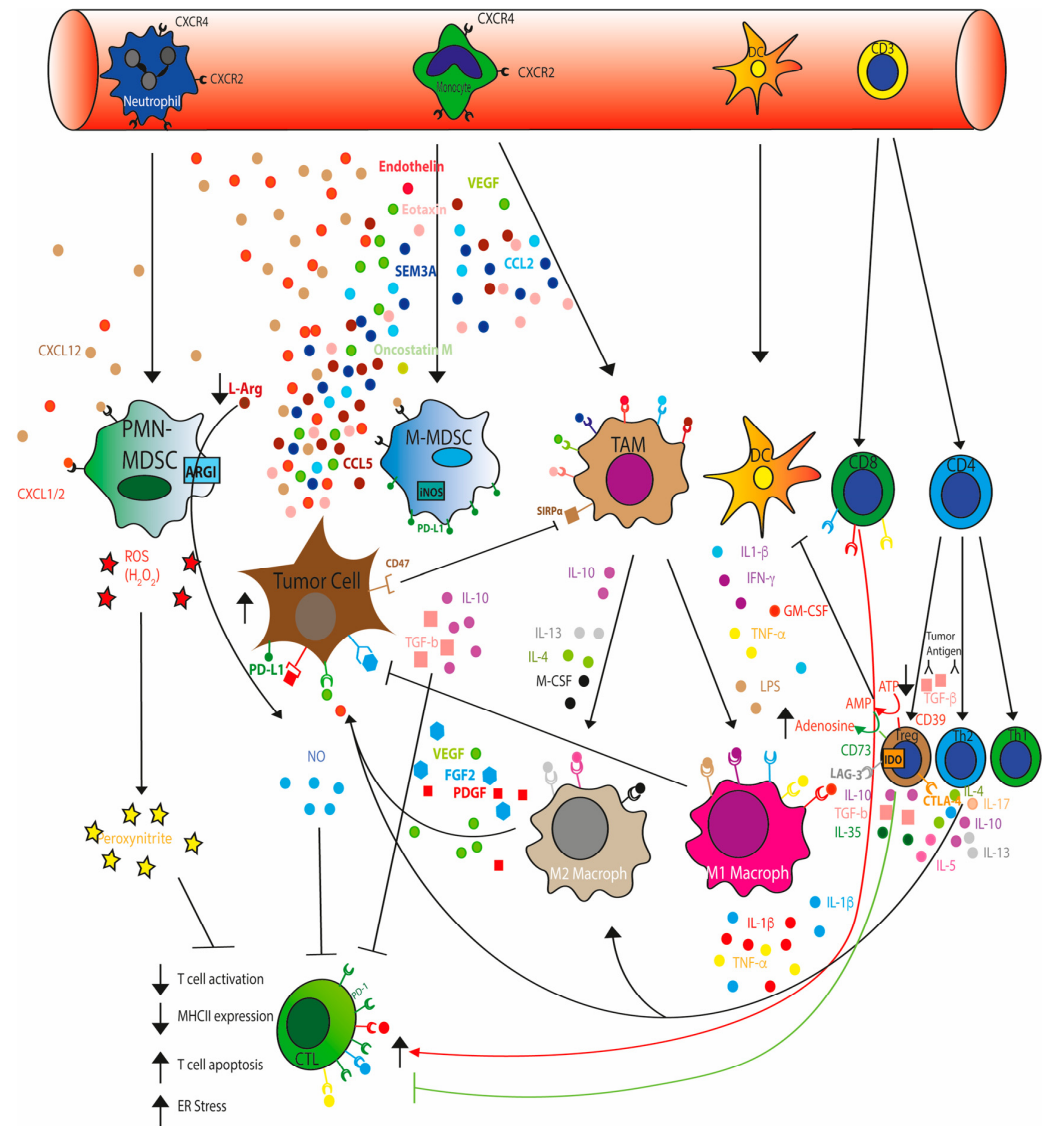 CXCR4
CXCR2
Neutrophil
CXCR4
CXCR2
Monocyte
DC
CD3
Endothelin
VEGF
Eotaxin
SEM3A
CCL2
CXCL12
Oncostatin M
L-Arg
PMN-
MDSC
ARGI
CXCL1/2
CCL5
M-MDSC
iNOS
PD-L1
TAM
SIRPα
DC
CD8
CD4
ROS
(H2O2)
Tumor Cell
CD47
PD-L1
IL-10
TGF-b
IL-10
IL-13
IL-4
M-CSF
IL1-β
IFN-γ
GM-CSF
TNF-α
LPS
Tumor
Antigen
TGF-β
ATP
AMP
Adenosine
CD39
CD73
Treg
IDO
Th2
Th1
LAG-3
CTLA-4
IL-10
TGF-b
IL-35
IL-4
IL-17
IL-10
IL-13
IL-5
NO
VEGF
FGF2
PDGF
Peroxynitrite
M2 Macroph
M1 Macroph
IL-1β
IL-1β
TNF-α
T cell activation
MHCII expression
T cell apoptosis
ER Stress
PD-1
CTL